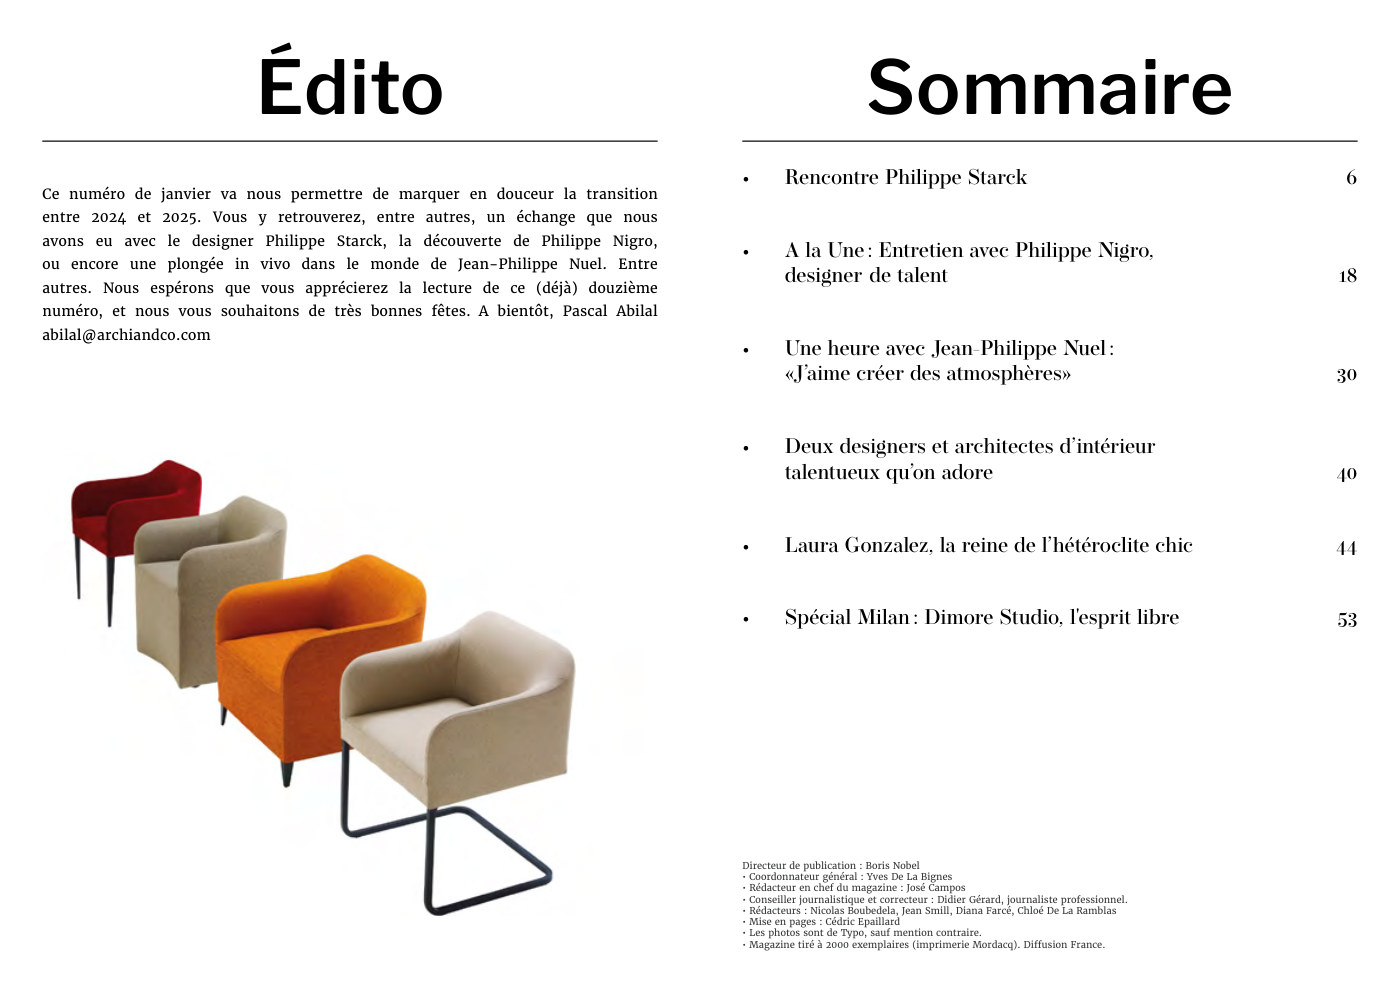 Édito
Ce numéro de janvier va nous permettre de marquer en douceur la transition
entre 2024 et 2025. Vous y retrouverez, entre autres, un échange que nous
avons eu avec le designer Philippe Starck, la découverte de Philippe Nigro,
ou encore une plongée in vivo dans le monde de Jean-Philippe Nuel. Entre
autres. Nous espérons que vous apprécierez la lecture de ce (déjà) douzième
numéro, et nous vous souhaitons de très bonnes fêtes. A bientôt, Pascal Abilal
abilal@archiandco.com
Sommaire
• Rencontre Philippe Starck 6
• A la Une : Entretien avec Philippe Nigro,
designer de talent 18
• Une heure avec Jean-Philippe Nuel :
«J’aime créer des atmosphères» 30
• Deux designers et architectes d’intérieur
talentueux qu’on adore 40
• Laura Gonzalez, la reine de l’hétéroclite chic 44
• Spécial Milan : Dimore Studio, l'esprit libre 53
Directeur de publication : Boris Nobel
• Coordonnateur général : Yves De La Bignes
• Rédacteur en chef du magazine : José Campos
• Conseiller journalistique et correcteur : Didier Gérard, journaliste professionnel.
• Rédacteurs : Nicolas Boubedela, Jean Smill, Diana Farcé, Chloé De La Ramblas
• Mise en pages : Cédric Epaillard
• Les photos sont de Typo, sauf mention contraire.
• Magazine tiré à 2000 exemplaires (imprimerie Mordacq). Diffusion France.